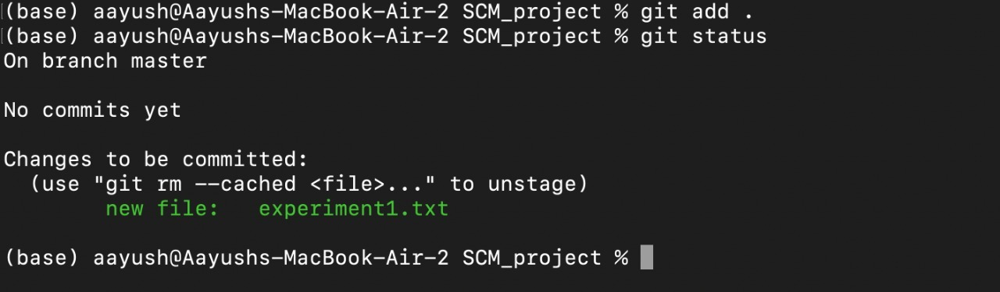 (base) aayush@Aayushs-MacBook-Air-2 SCM_project % git add .
(base) aayush@Aayushs-MacBook-Air-2 SCM_project % git status
On branch master
No commits yet
Changes to be committed:
(use "git rm --cached <file>..." to unstage)
new file:   experiment1.txt
(base) aayush@Aayushs-MacBook-Air-2 SCM_project %